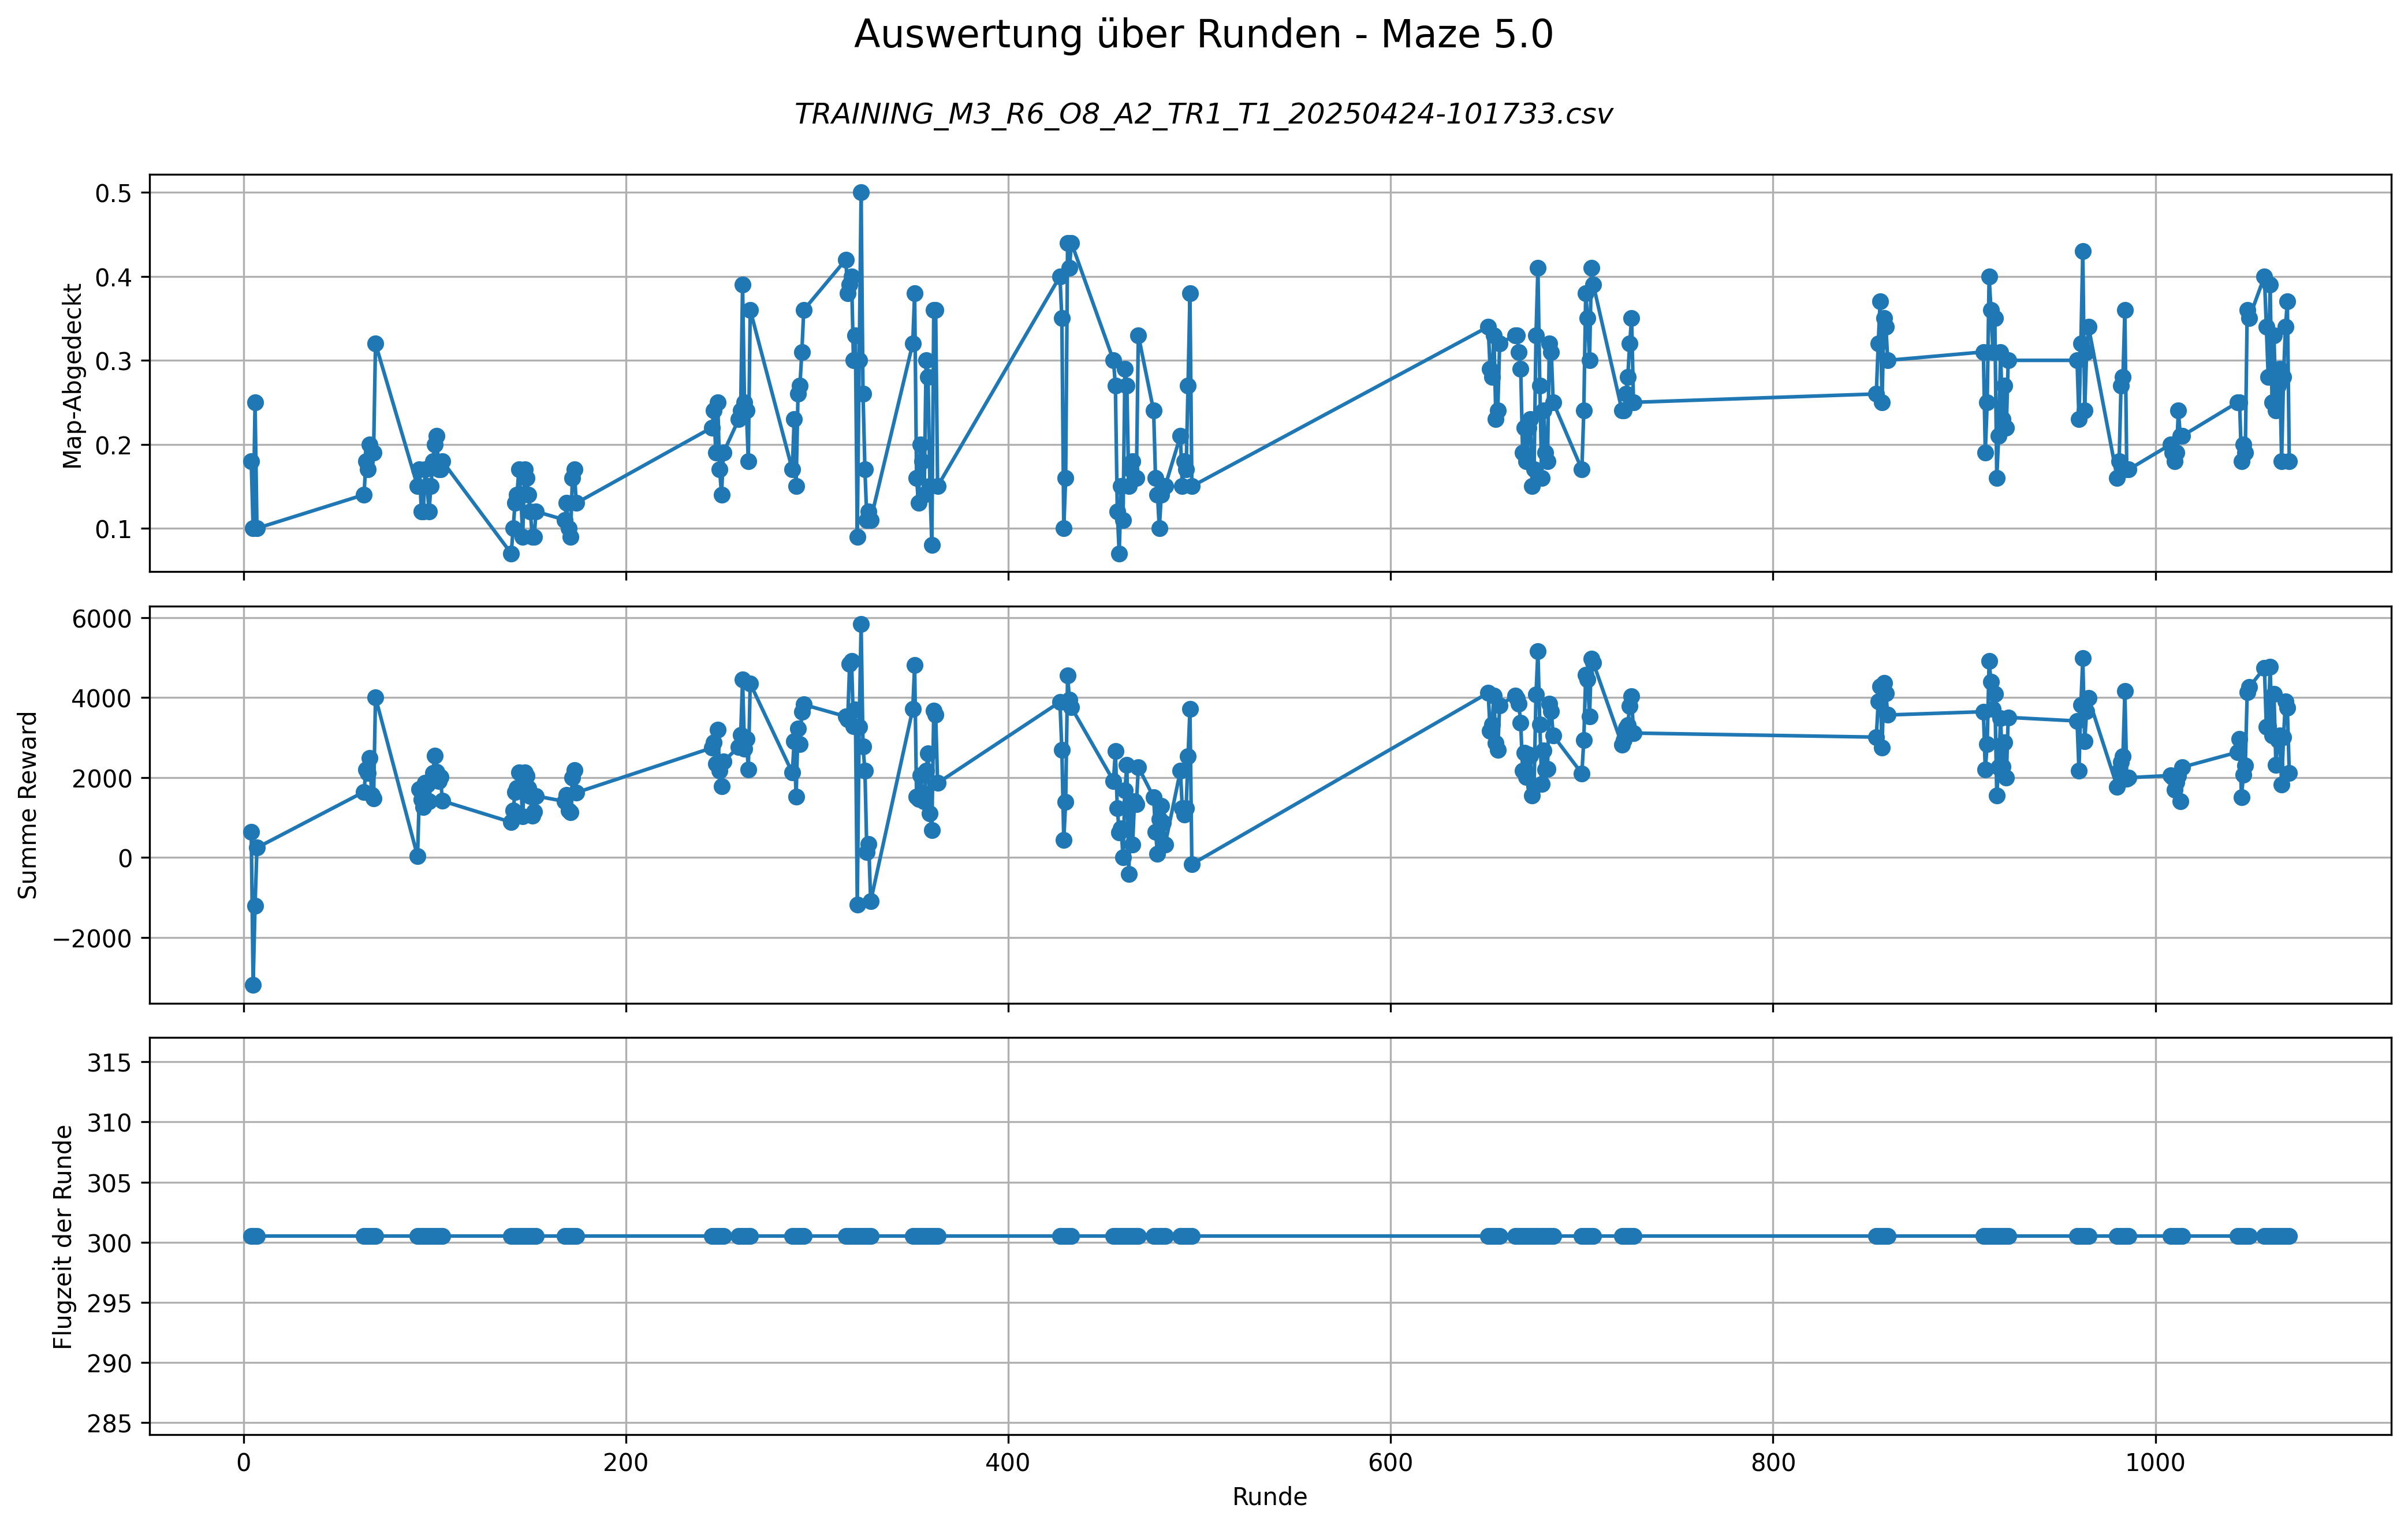 Auswertung über Runden - Maze 5.0
TRAINING_M3_R6_O8_A2_TR1_T1_20250424-101733.csv
Map-Abgedeckt
0.5
0.4
0.3
0.2
0.1
Summe Reward
6000
4000
2000
0
−2000
Flugzeit der Runde
315
310
305
300
295
290
285
0 200 400 600 800 1000
Runde